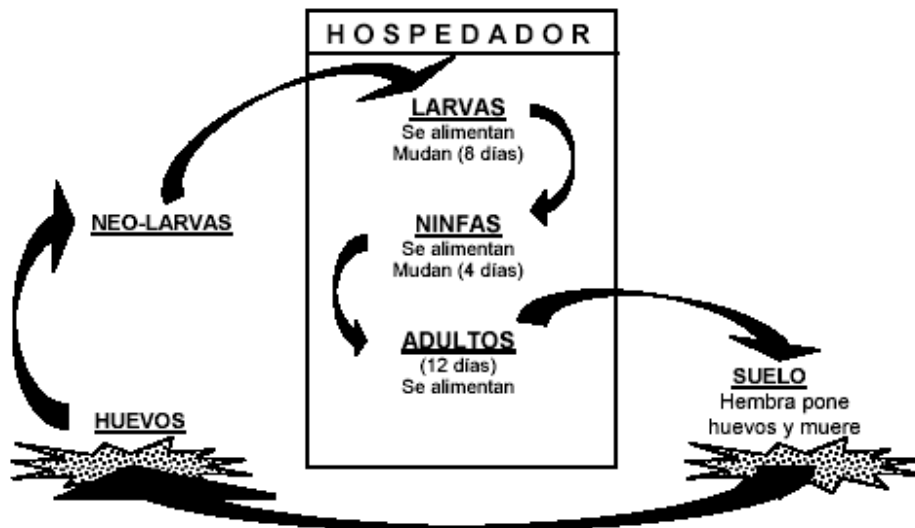 HOSPEDADOR
LARVAS
Se alimentan
Mudan (8 días)
NEO-LARVAS
NINFAS
Se alimentan
Mudan (4 días)
ADULTOS
(12 días)
Se alimentan
SUELO
Hembra pone
huevos y muere
HUEVOS